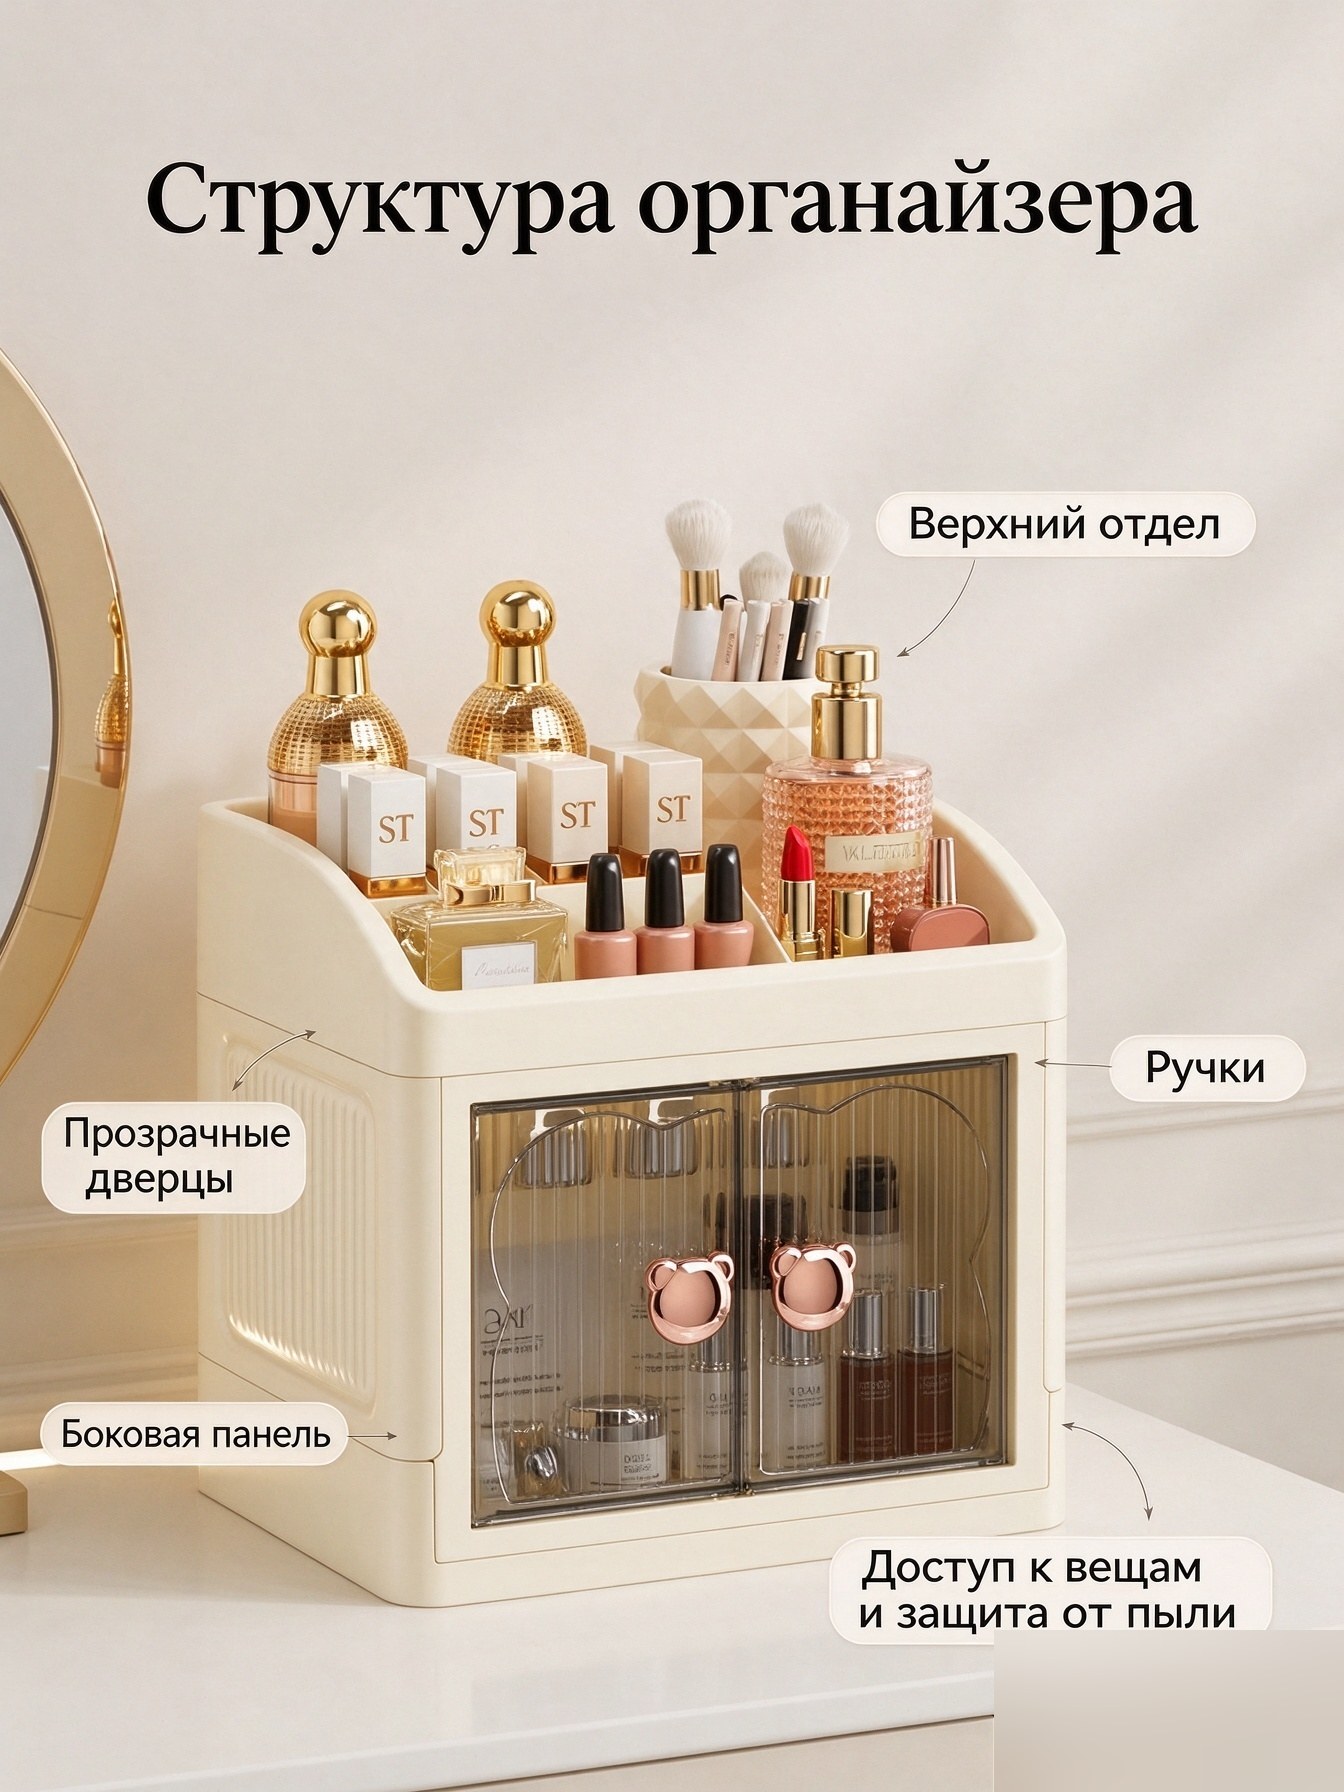 Структура органайзера
Верхний отдел
ST
ST
ST
ST
Ручки
Прозрачные
дверцы
Боковая панель
Доступ к вещам
и защита от пыли